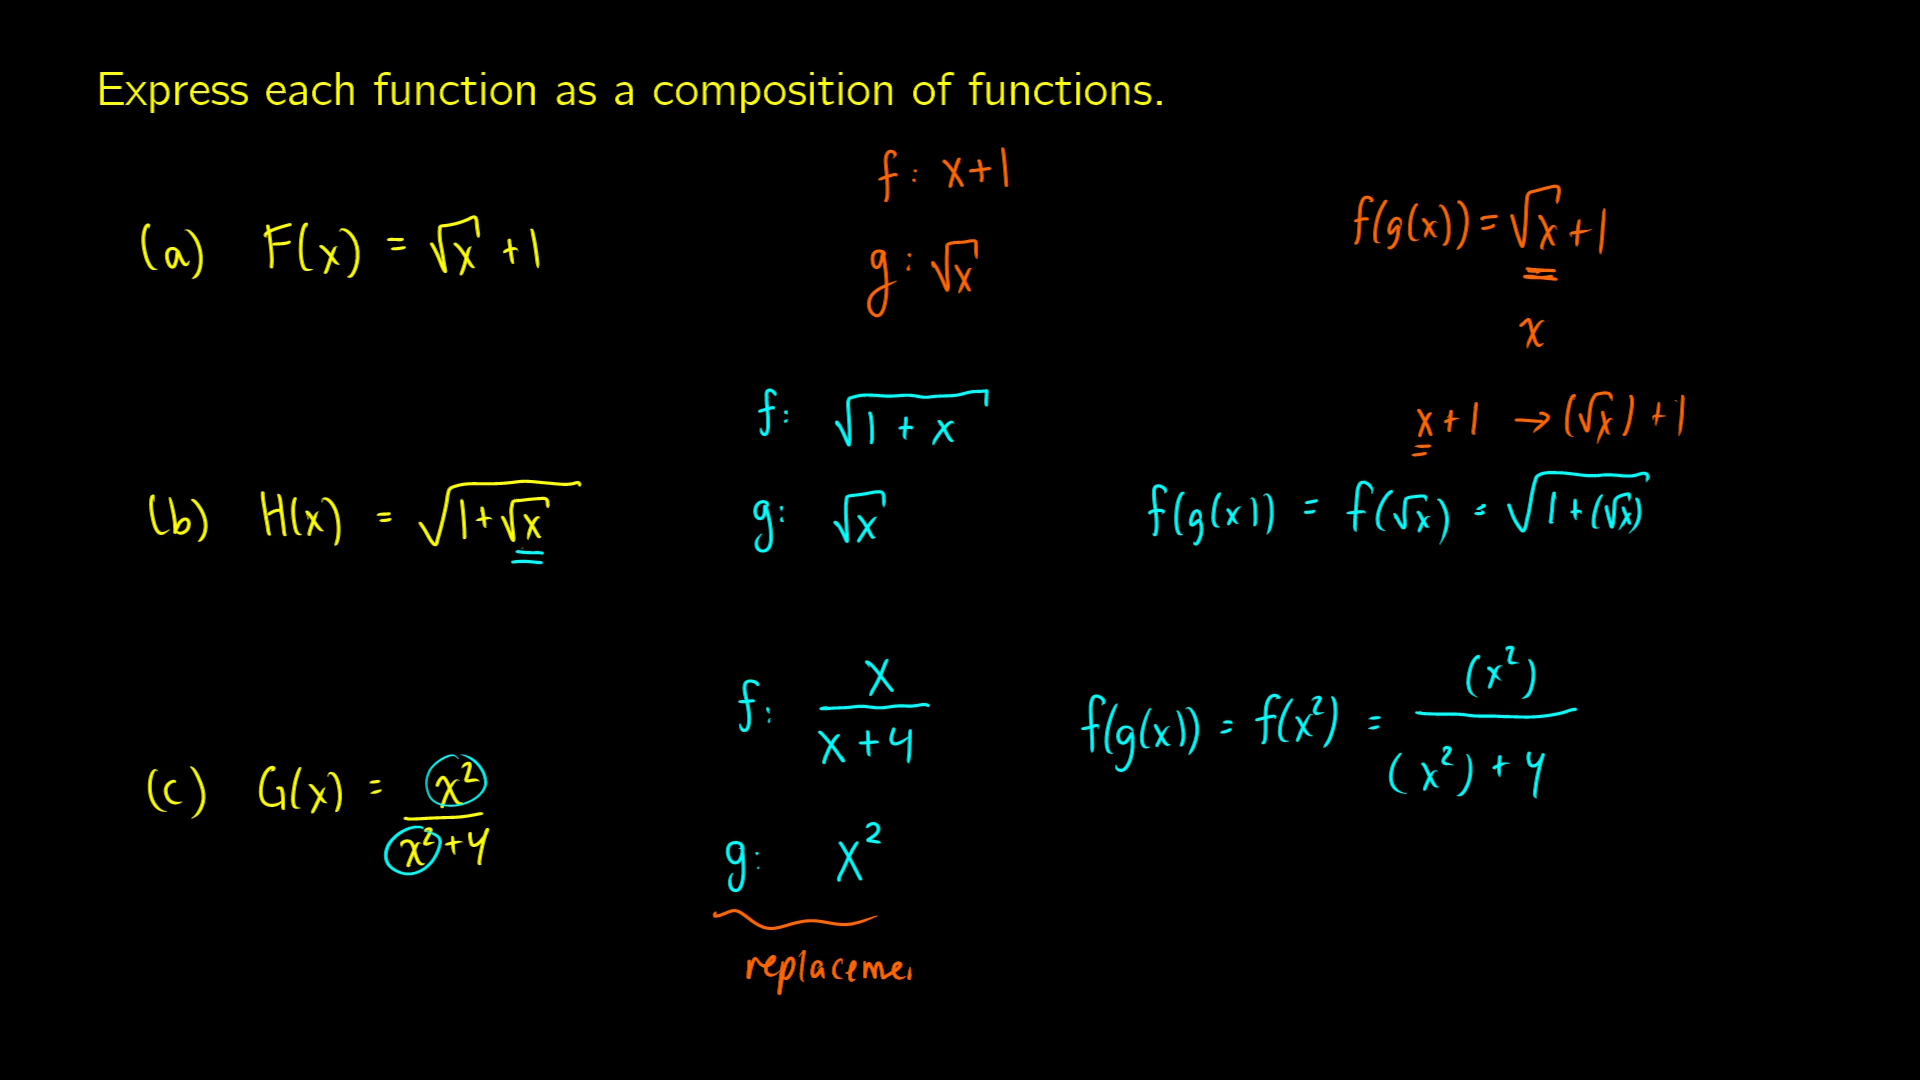 Express each function as a composition of functions.
f: x+1
g: √x
(a) F(x) = √x +1
f(g(x)) = √x +1
x
x+1 → (√x) +1
f: √(1 + x)
g: √x
(b) H(x) = √(1+√x)
f(g(x)) = f(√x) = √(1+(√x))
f: x/(x+4)
g: x²
(c) G(x) = x²/(x²+4)
f(g(x)) = f(x²) = (x²)/((x²)+4)